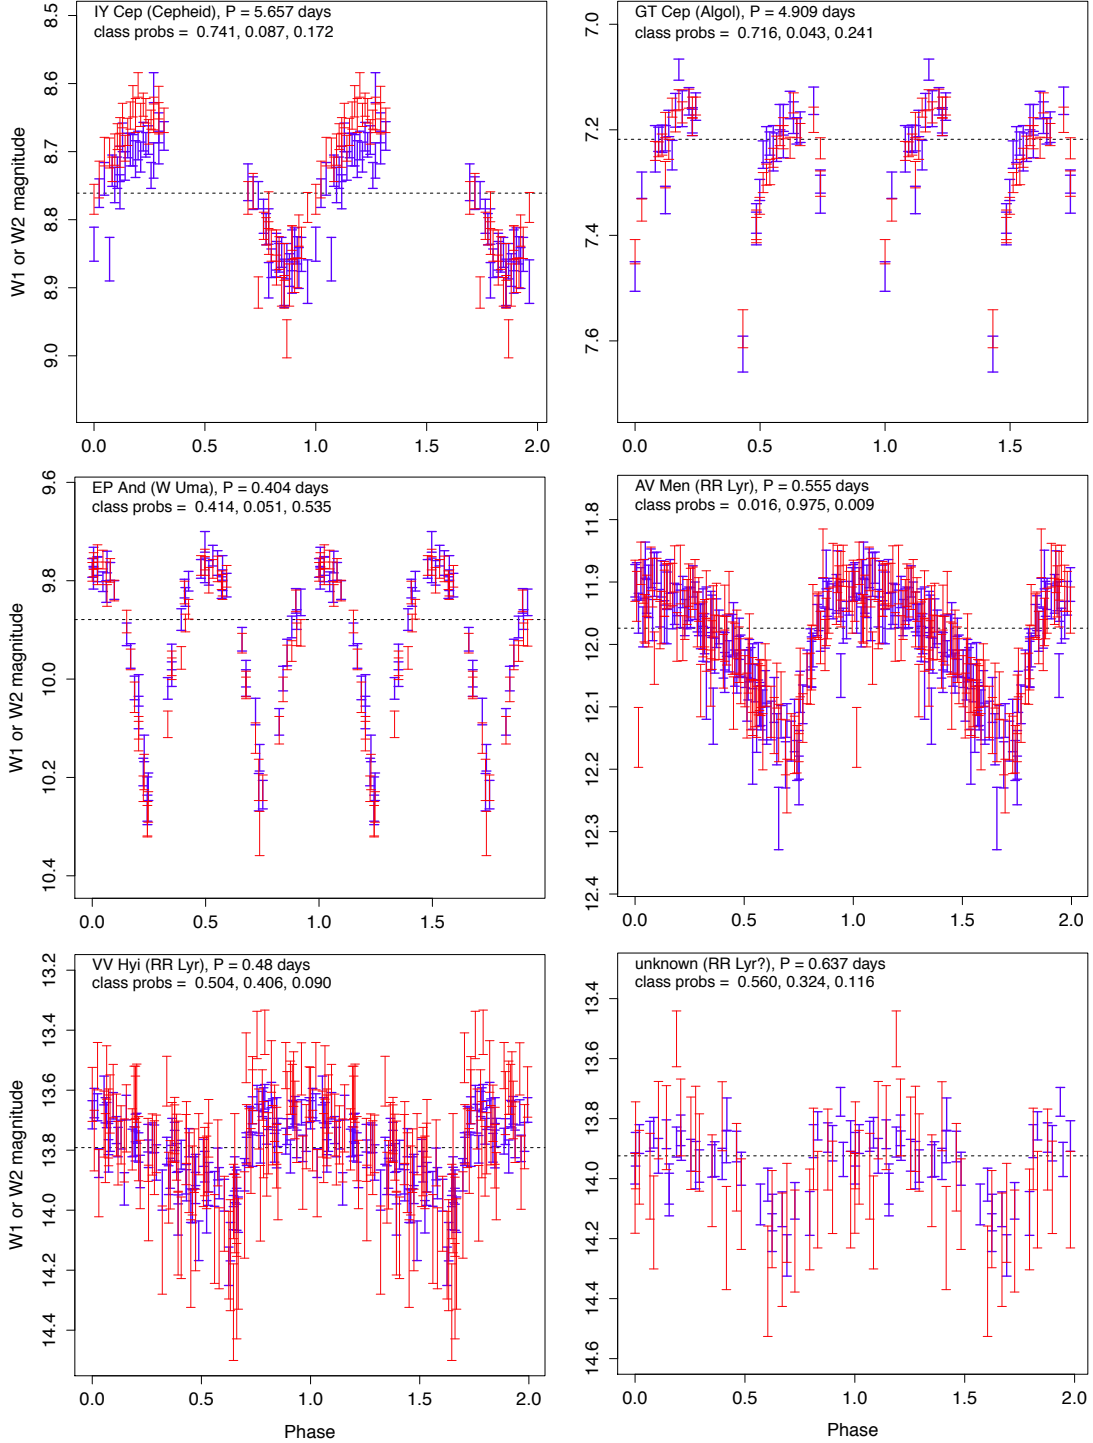 IY Cep (Cepheid), P = 5.657 days
class probs = 0.741, 0.087, 0.172
8.5
8.6
8.7
8.8
8.9
9.0
W1 or W2 magnitude
0.0 0.5 1.0 1.5 2.0
GT Cep (Algol), P = 4.909 days
class probs = 0.716, 0.043, 0.241
7.0
7.2
7.4
7.6
0.0 0.5 1.0 1.5
EP And (W Uma), P = 0.404 days
class probs = 0.414, 0.051, 0.535
9.6
9.8
10.0
10.2
10.4
W1 or W2 magnitude
0.0 0.5 1.0 1.5
AV Men (RR Lyr), P = 0.555 days
class probs = 0.016, 0.975, 0.009
11.8
11.9
12.0
12.1
12.2
12.3
12.4
0.0 0.5 1.0 1.5 2.0
VV Hyi (RR Lyr), P = 0.48 days
class probs = 0.504, 0.406, 0.090
13.2
13.4
13.6
13.8
14.0
14.2
14.4
W1 or W2 magnitude
0.0 0.5 1.0 1.5 2.0
Phase
unknown (RR Lyr?), P = 0.637 days
class probs = 0.560, 0.324, 0.116
13.4
13.6
13.8
14.0
14.2
14.4
14.6
0.0 0.5 1.0 1.5 2.0
Phase